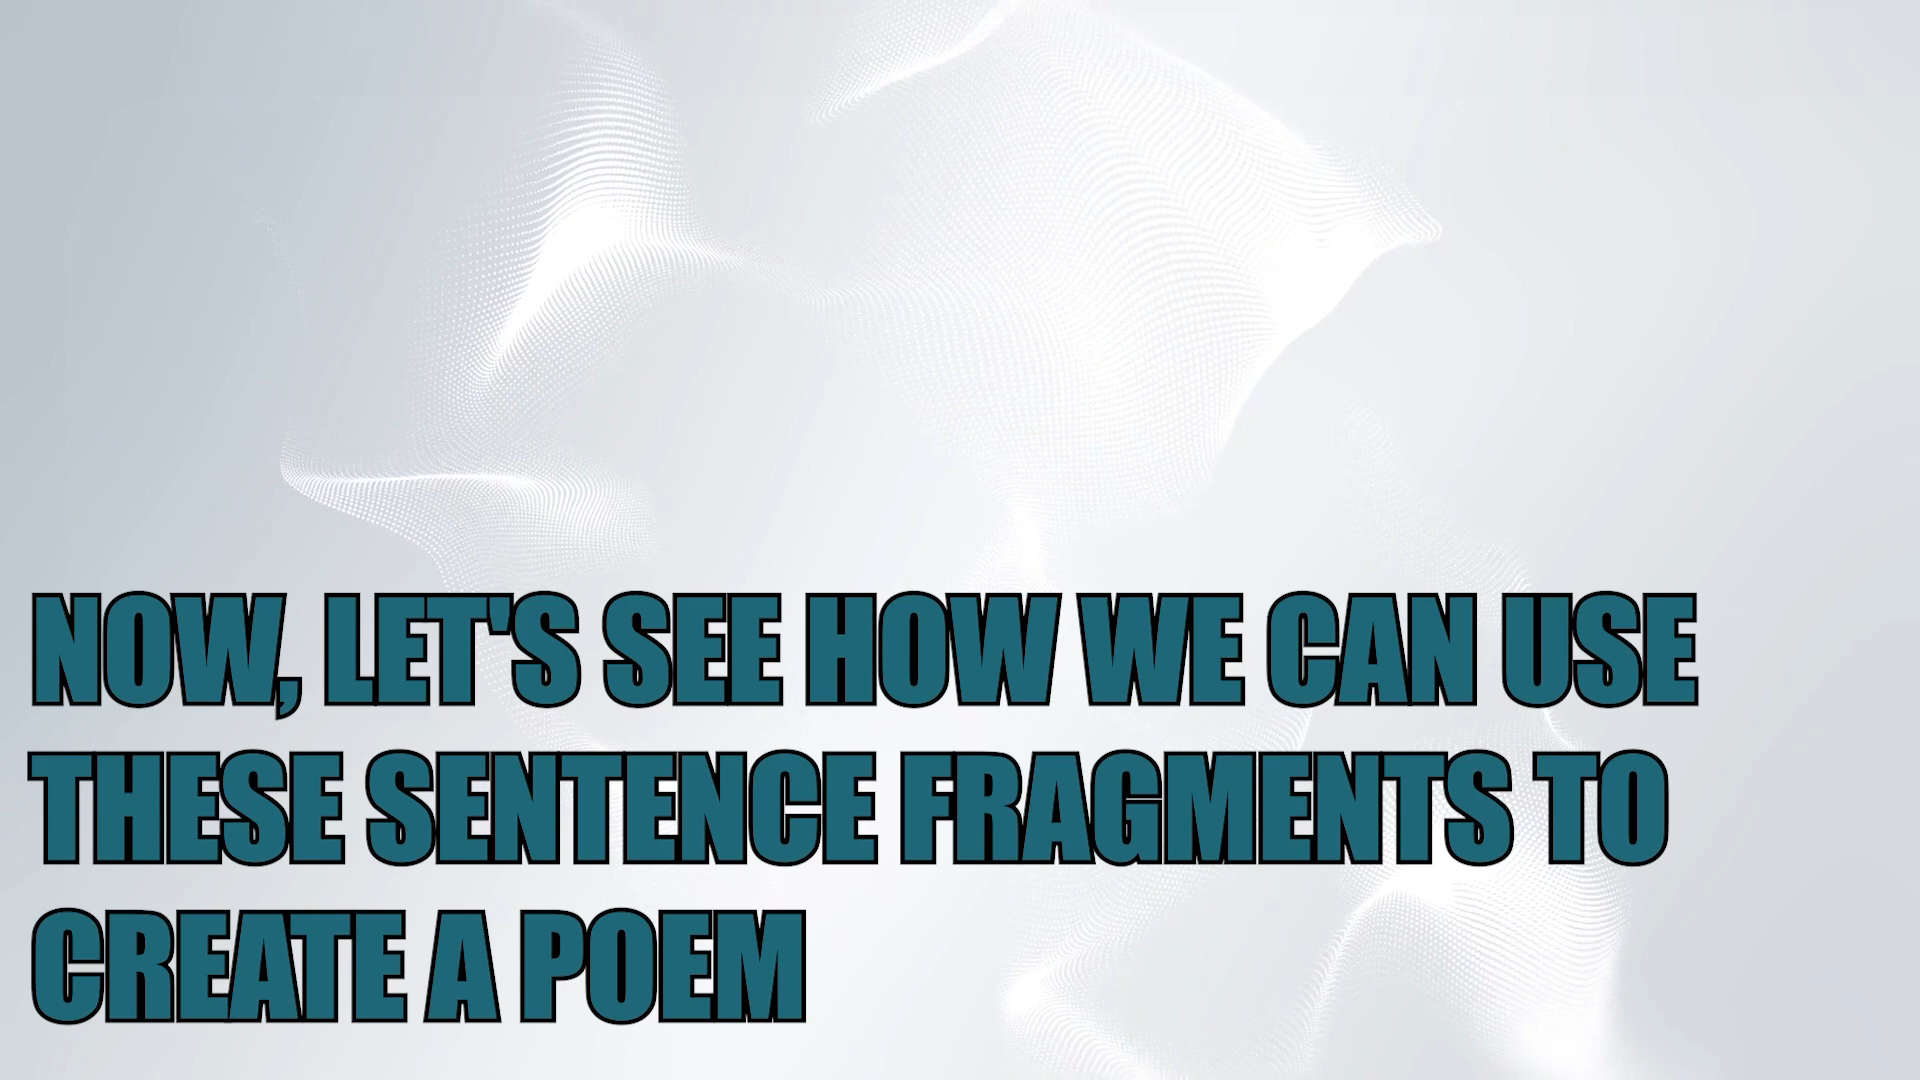 NOW, LET'S SEE HOW WE CAN USE
THESE SENTENCE FRAGMENTS TO
CREATE A POEM